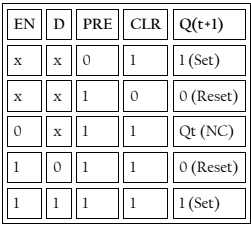 EN D PRE CLR Q(t+1)
x x 0 1 1 (Set)
x x 1 0 0 (Reset)
0 x 1 1 Qt (NC)
1 0 1 1 0 (Reset)
1 1 1 1 1 (Set)